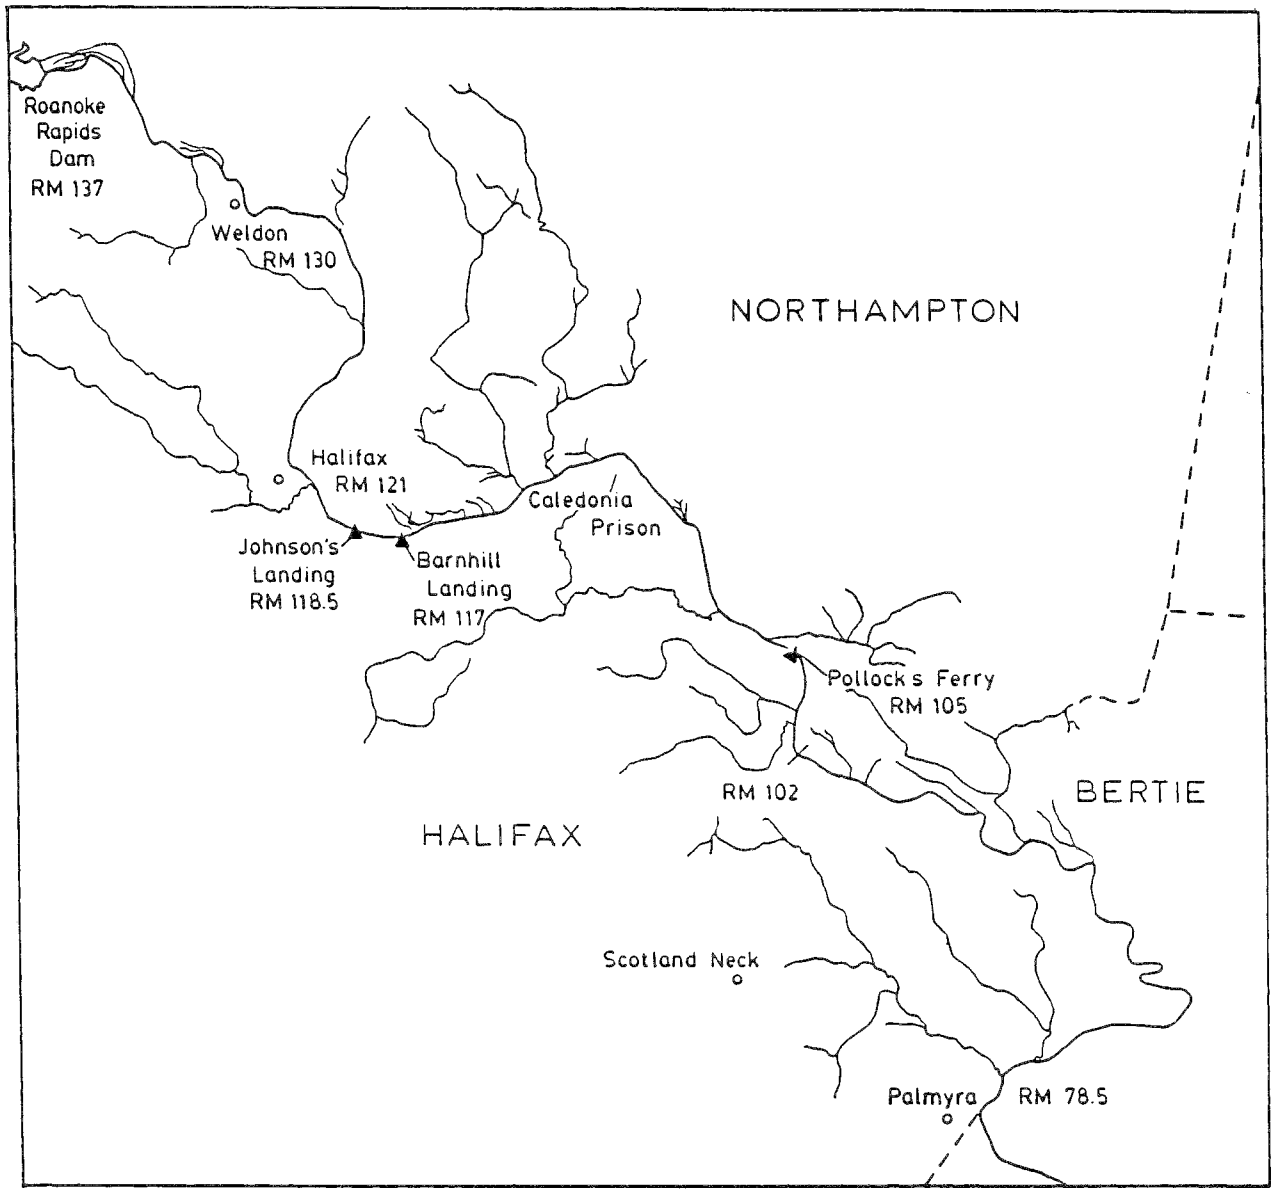 Roanoke
Rapids
Dam
RM 137
Weldon
RM 130
NORTHAMPTON
Halifax
RM 121
Caledonia
Prison
Johnson's
Landing
RM 118.5
Barnhill
Landing
RM 117
Pollock's Ferry
RM 105
RM 102
BERTIE
HALIFAX
Scotland Neck
Palmyra
RM 78.5